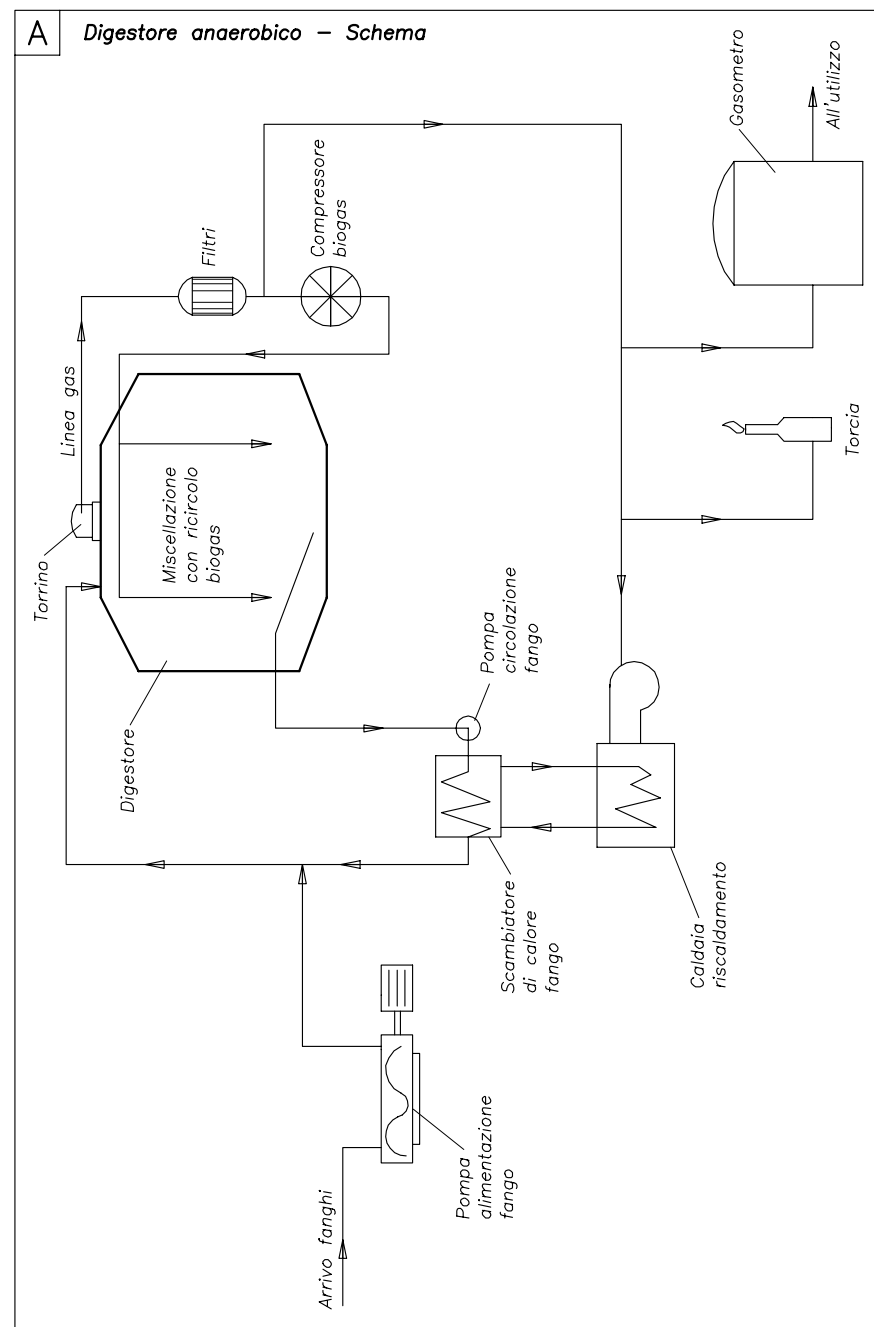 A
Digestore anaerobico – Schema
Arrivo fanghi
Pompa
alimentazione
fango
Digestore
Torrino
Linea gas
Filtri
Compressore
biogas
Miscellazione
con ricircolo
biogas
Pompa
circolazione
fango
Scambiatore
di calore
fango
Caldaia
riscaldamento
Torcia
Gasometro
All'utilizzo